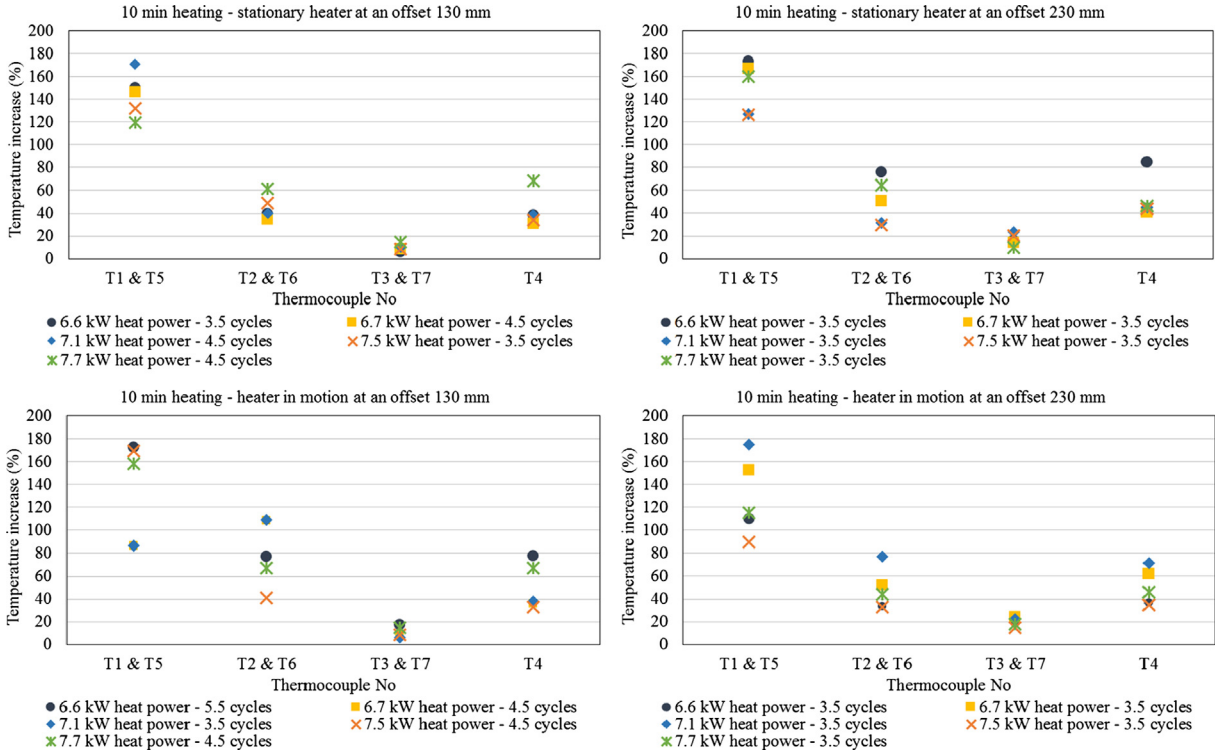 10 min heating - stationary heater at an offset 130 mm
Temperature increase (%)
200
180
160
140
120
100
80
60
40
20
0
T1 & T5 T2 & T6 T3 & T7 T4
Thermocouple No
6.6 kW heat power - 3.5 cycles 6.7 kW heat power - 4.5 cycles
7.1 kW heat power - 4.5 cycles 7.5 kW heat power - 3.5 cycles
7.7 kW heat power - 4.5 cycles
10 min heating - stationary heater at an offset 230 mm
Temperature increase (%)
200
180
160
140
120
100
80
60
40
20
0
T1 & T5 T2 & T6 T3 & T7 T4
Thermocouple No
6.6 kW heat power - 3.5 cycles 6.7 kW heat power - 3.5 cycles
7.1 kW heat power - 3.5 cycles 7.5 kW heat power - 3.5 cycles
7.7 kW heat power - 3.5 cycles
10 min heating - heater in motion at an offset 130 mm
Temperature increase (%)
200
180
160
140
120
100
80
60
40
20
0
T1 & T5 T2 & T6 T3 & T7 T4
Thermocouple No
6.6 kW heat power - 5.5 cycles 6.7 kW heat power - 4.5 cycles
7.1 kW heat power - 3.5 cycles 7.5 kW heat power - 4.5 cycles
7.7 kW heat power - 4.5 cycles
10 min heating - heater in motion at an offset 230 mm
Temperature increase (%)
200
180
160
140
120
100
80
60
40
20
0
T1 & T5 T2 & T6 T3 & T7 T4
Thermocouple No
6.6 kW heat power - 3.5 cycles 6.7 kW heat power - 3.5 cycles
7.1 kW heat power - 3.5 cycles 7.5 kW heat power - 3.5 cycles
7.7 kW heat power - 3.5 cycles